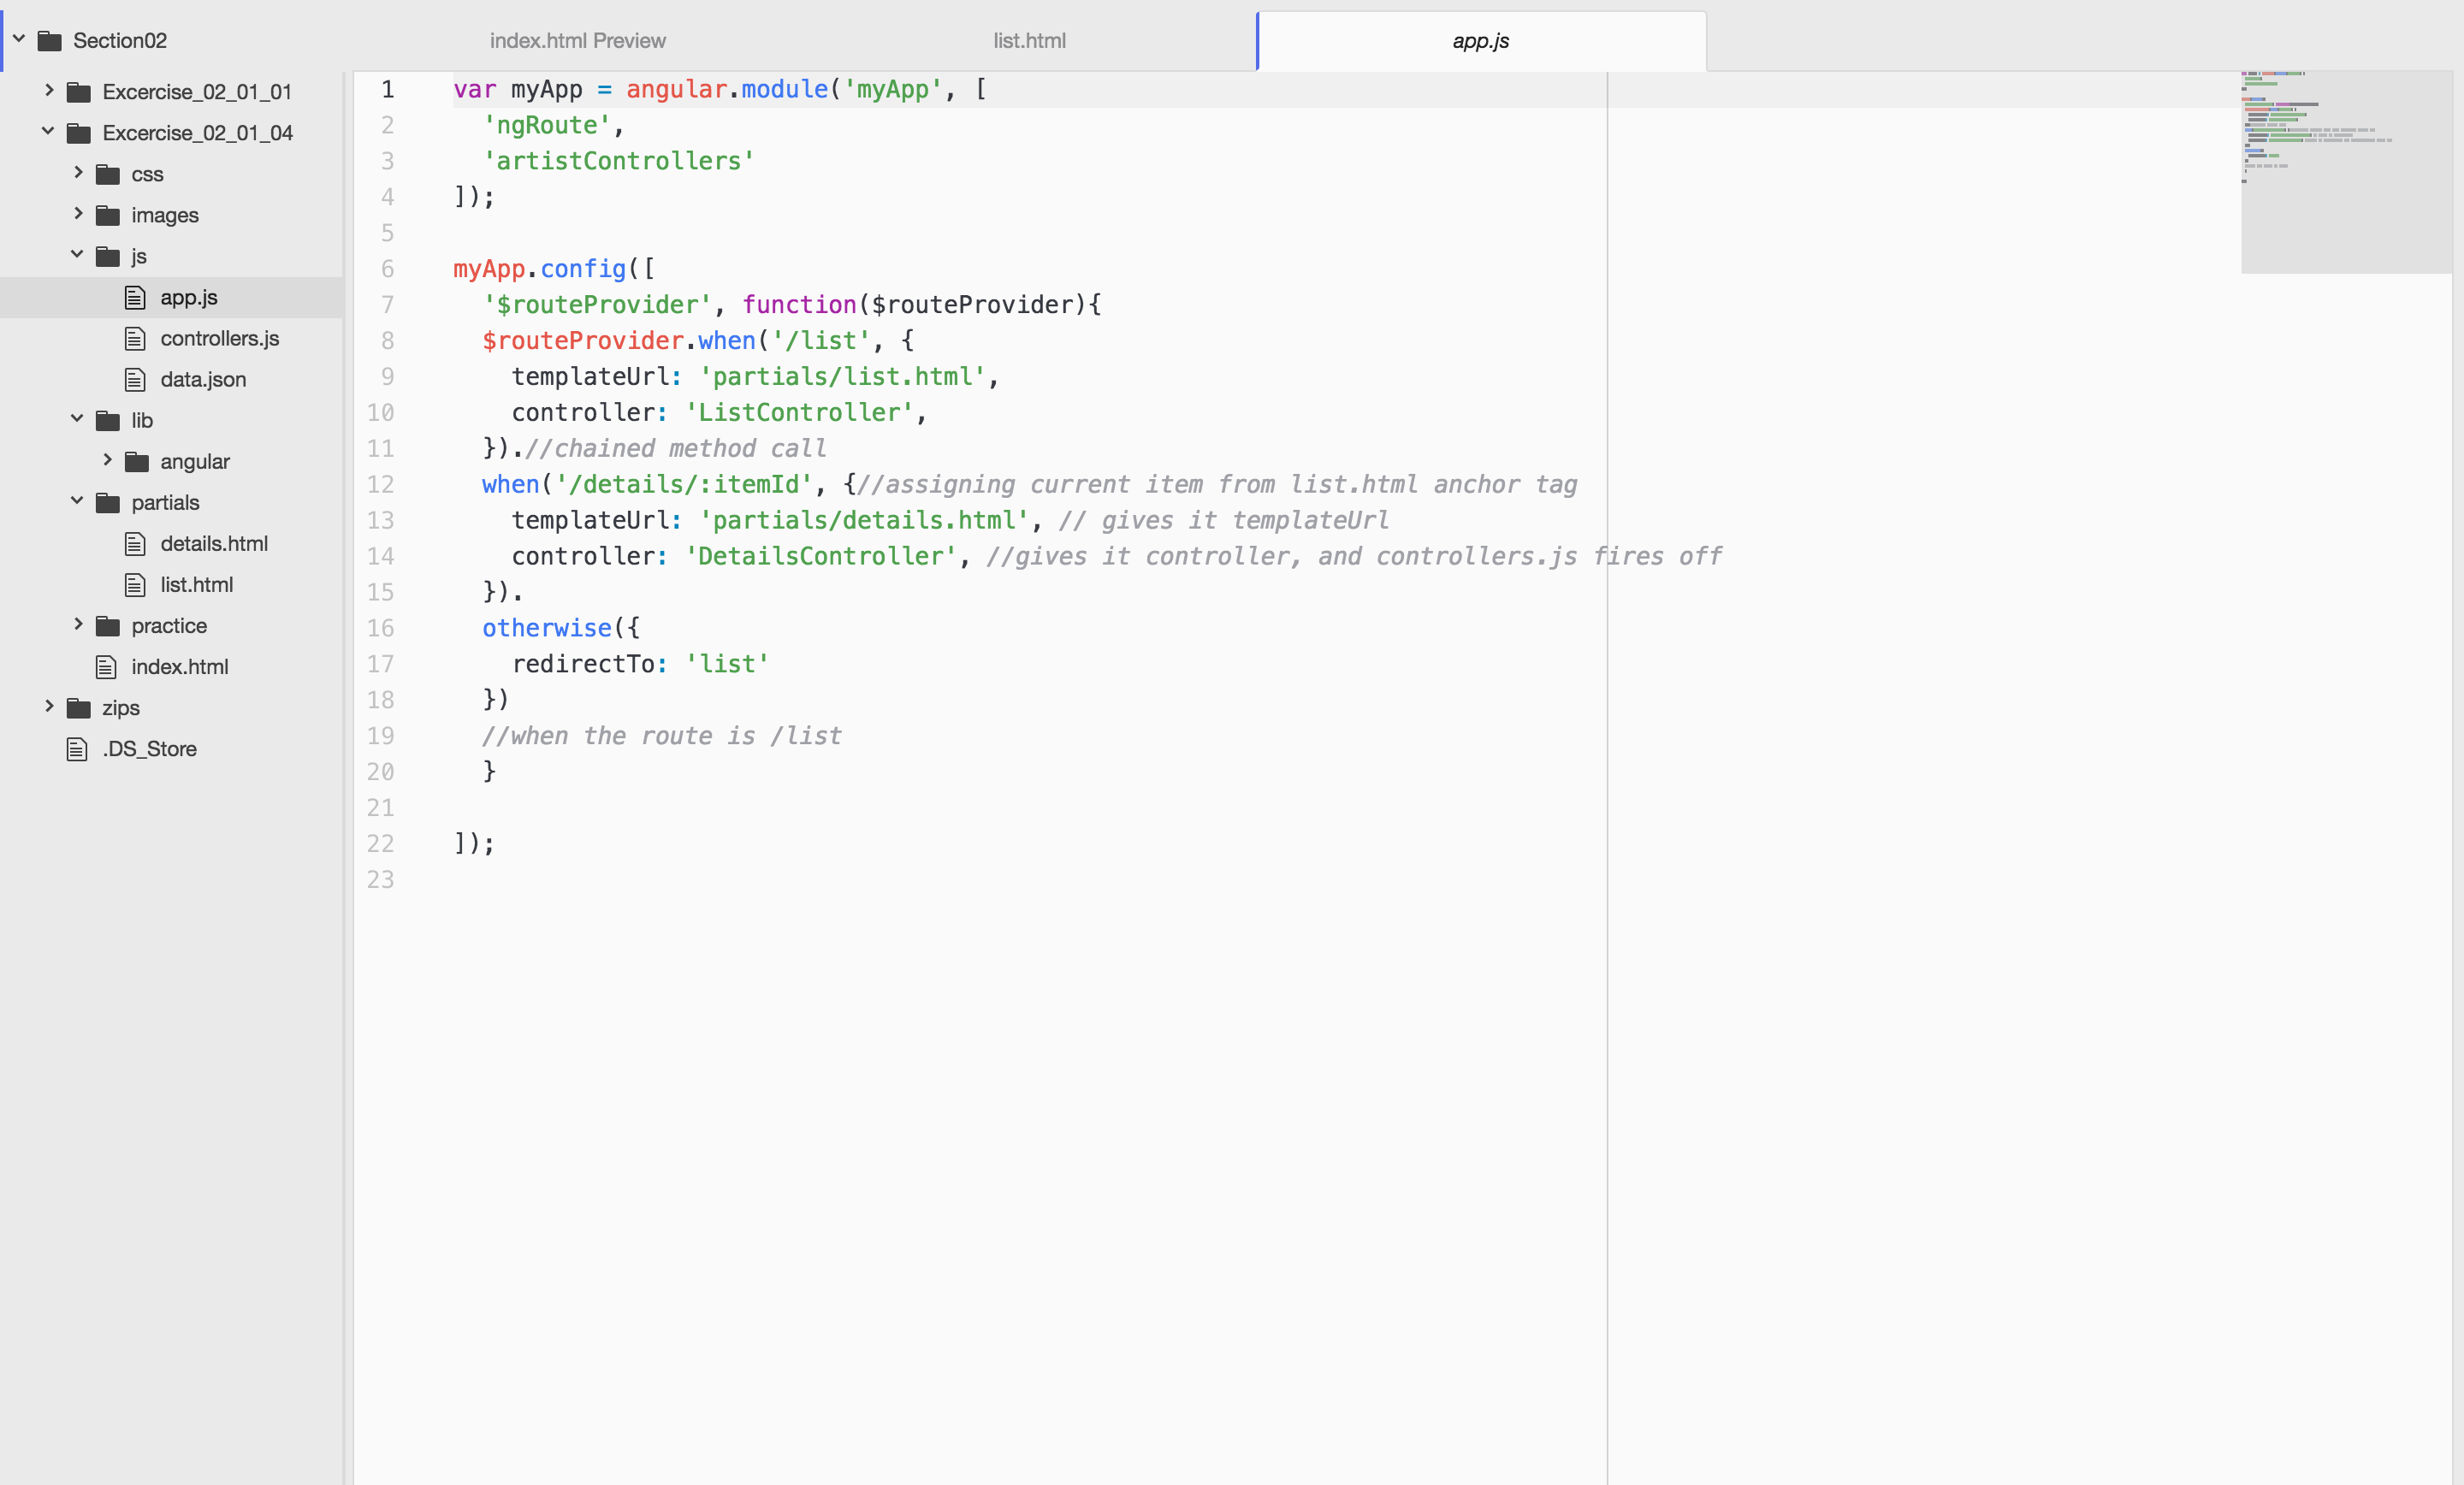 Section02
Excercise_02_01_01
Excercise_02_01_04
css
images
js
app.js
controllers.js
data.json
lib
angular
partials
details.html
list.html
practice
index.html
zips
.DS_Store
index.html Preview
list.html
app.js
1 var myApp = angular.module('myApp', [
2 'ngRoute',
3 'artistControllers'
4 ]);
5
6 myApp.config([
7 '$routeProvider', function($routeProvider){
8 $routeProvider.when('/list', {
9 templateUrl: 'partials/list.html',
10 controller: 'ListController',
11 }).//chained method call
12 when('/details/:itemId', {//assigning current item from list.html anchor tag
13 templateUrl: 'partials/details.html', // gives it templateUrl
14 controller: 'DetailsController', //gives it controller, and controllers.js fires off
15 }).
16 otherwise({
17 redirectTo: 'list'
18 })
19 //when the route is /list
20 }
21
22 ]);
23